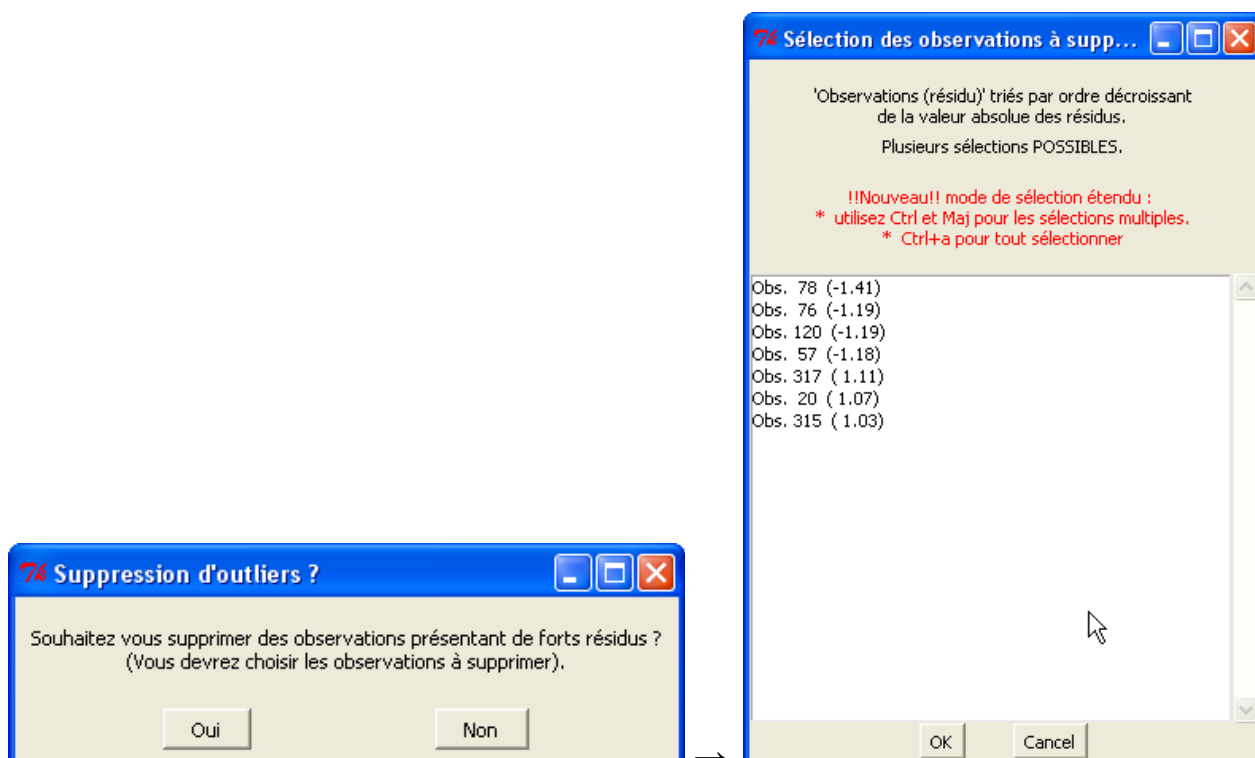 Suppression d'outliers ?
Souhaitez vous supprimer des observations présentant de forts résidus ?
(Vous devrez choisir les observations à supprimer).
Oui
Non
→
Sélection des observations à supp...
'Observations (résidu)' triés par ordre décroissant
de la valeur absolue des résidus.
Plusieurs sélections POSSIBLES.
!!Nouveau!! mode de sélection étendu :
* utilisez Ctrl et Maj pour les sélections multiples.
* Ctrl+a pour tout sélectionner
Obs. 78 (-1.41)
Obs. 76 (-1.19)
Obs. 120 (-1.19)
Obs. 57 (-1.18)
Obs. 317 ( 1.11)
Obs. 20 ( 1.07)
Obs. 315 ( 1.03)
OK
Cancel